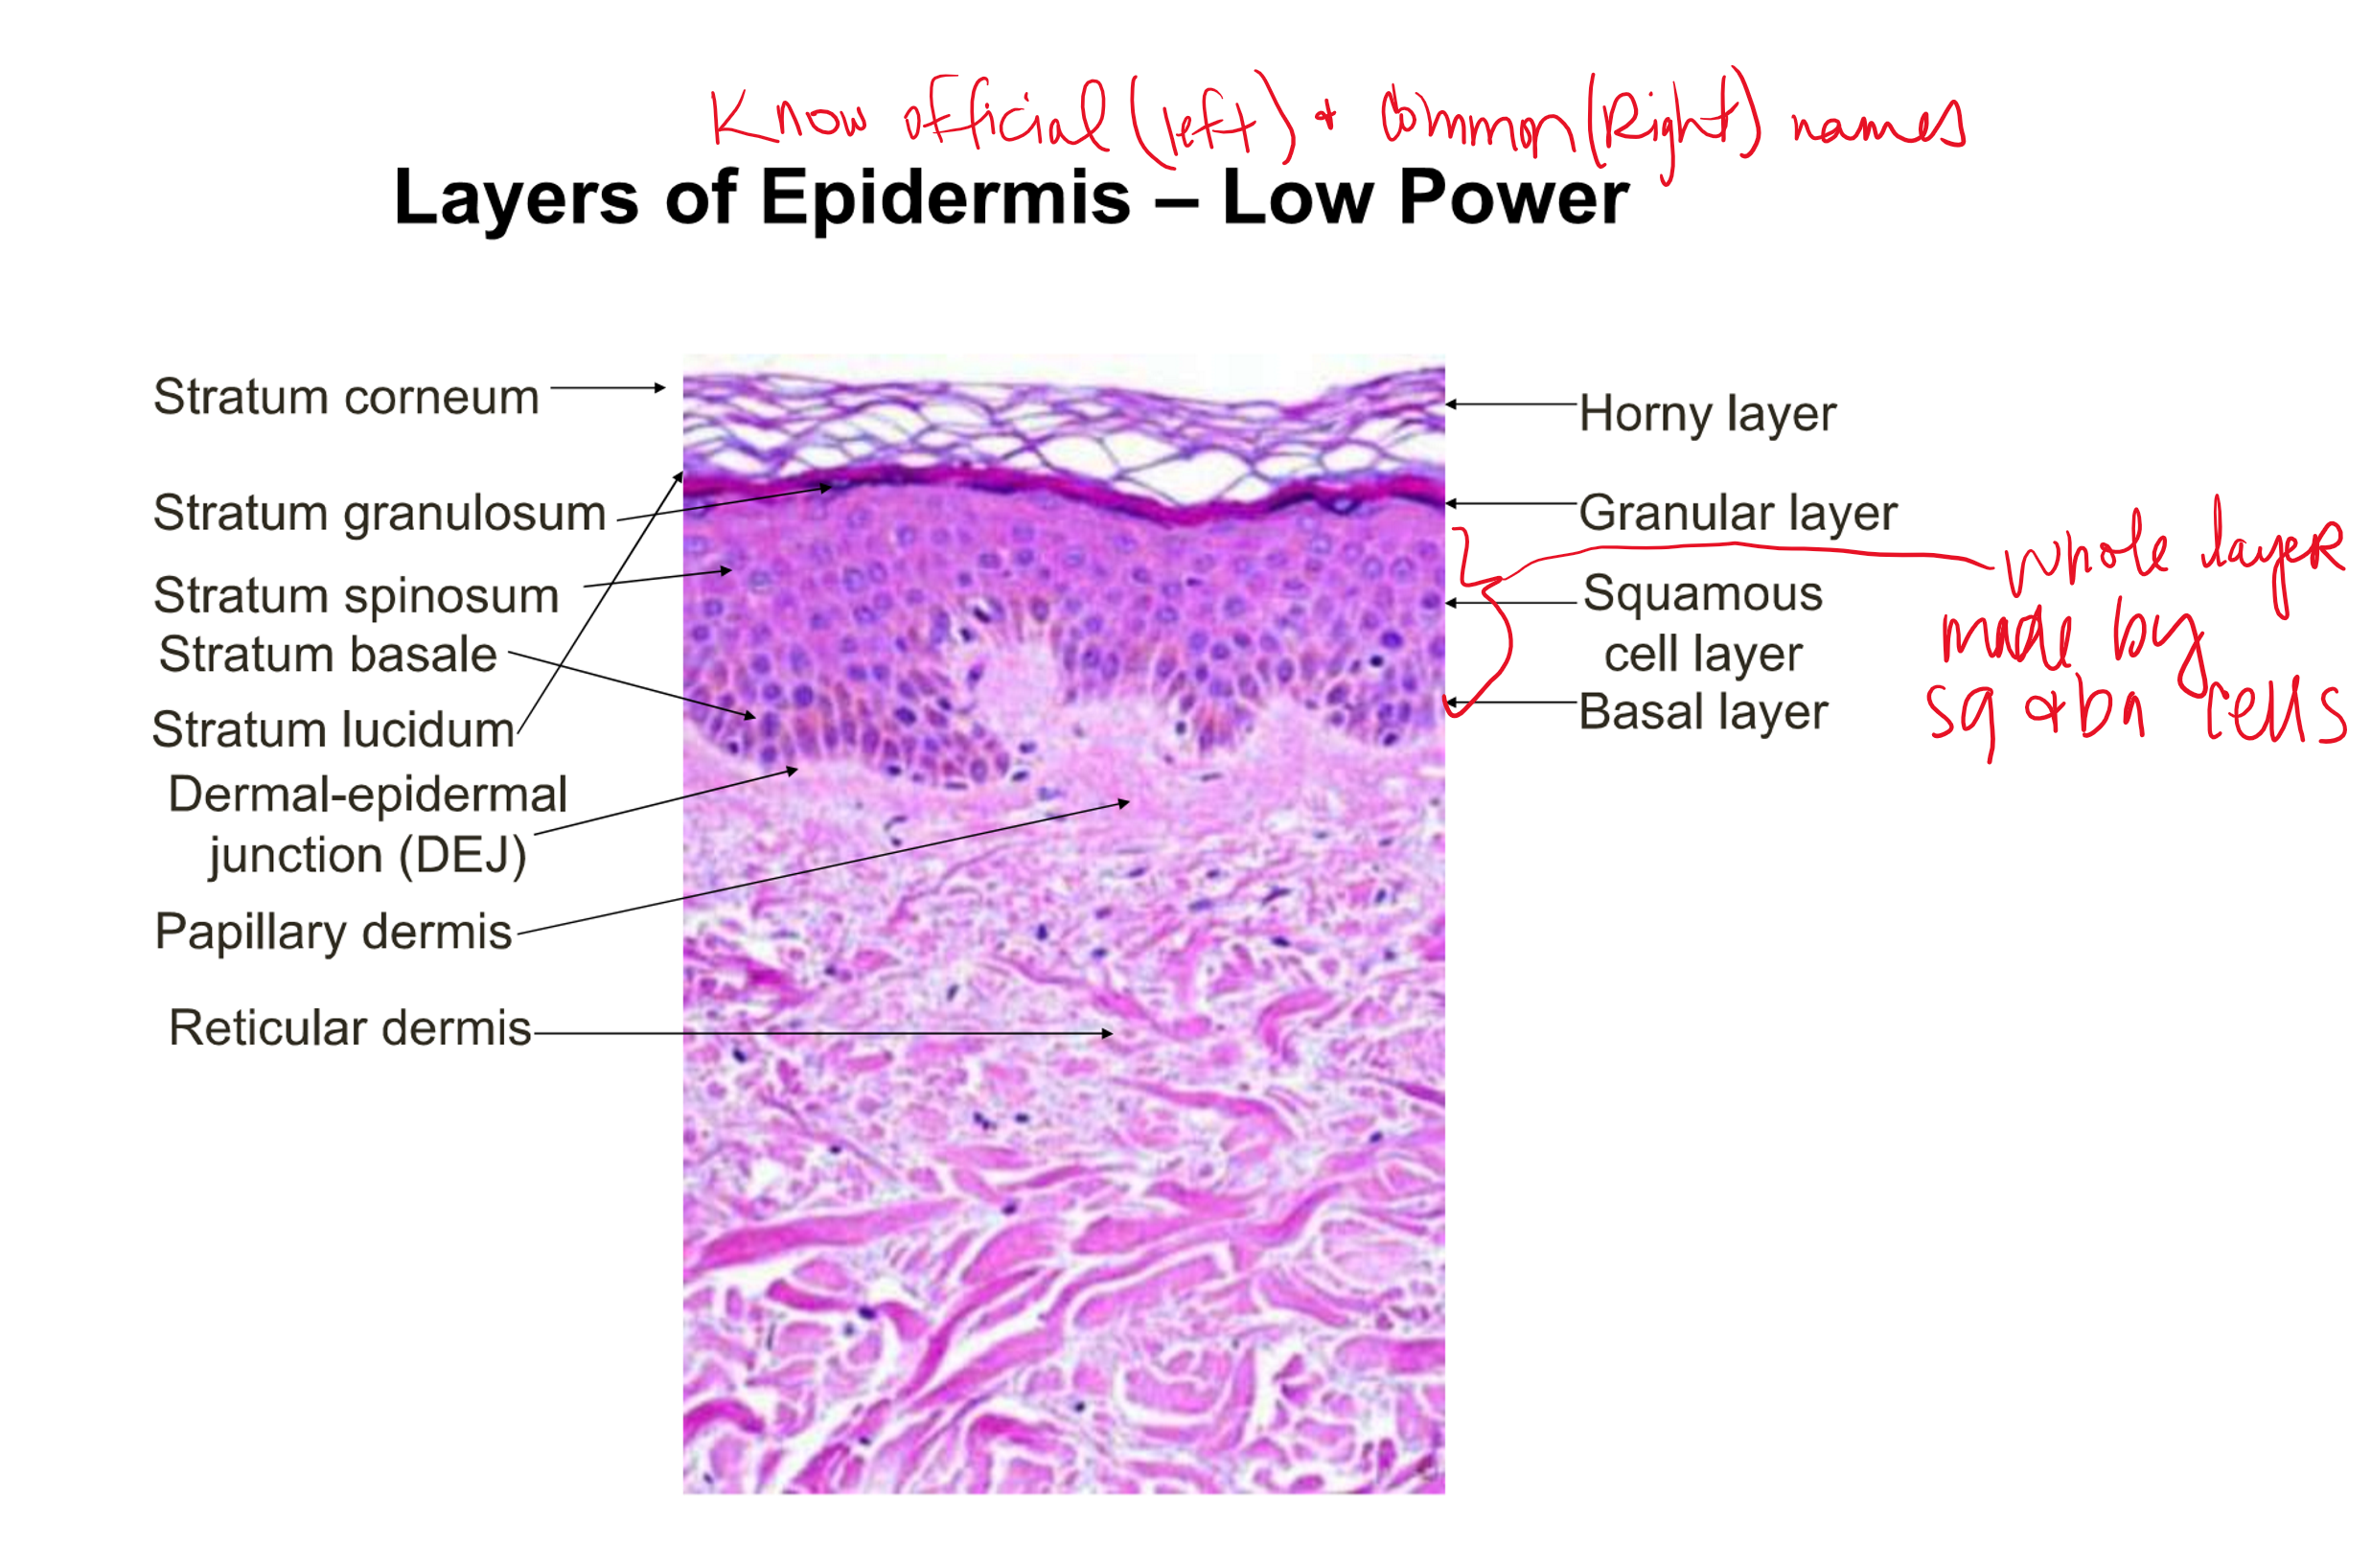 Know official (left) + Common (Right) names
Layers of Epidermis – Low Power
Stratum corneum
Stratum granulosum
Stratum spinosum
Stratum basale
Stratum lucidum
Dermal-epidermal
junction (DEJ)
Papillary dermis
Reticular dermis
Horny layer
Granular layer
Squamous
cell layer
Basal layer
whole layer
made by
sq + ba cells